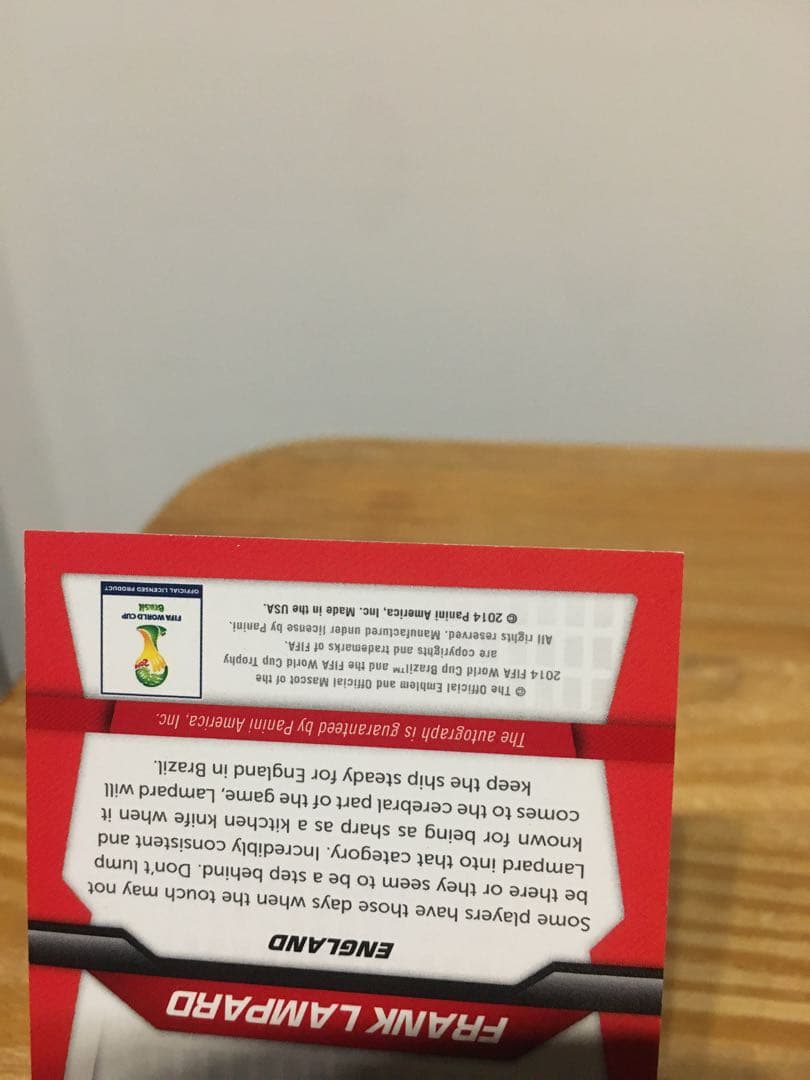 FRANK LAMPARD
ENGLAND
Some players have those days when the touch may not
be there or they seem to be a step behind. Don't lump
Lampard into that category. Incredibly consistent and
known for being as sharp as a kitchen knife when it
comes to the cerebral part of the game, Lampard will
keep the ship steady for England in Brazil.
The autograph is guaranteed by Panini America, Inc.
© The Official Emblem and Official Mascot of the
2014 FIFA World Cup Brazil™ and the FIFA World Cup Trophy
are copyrights and trademarks of FIFA.
All rights reserved. Manufactured under license by Panini.
© 2014 Panini America, Inc. Made in the USA.
2014
FIFA WORLD CUP
Brasil
OFFICIAL LICENSED PRODUCT